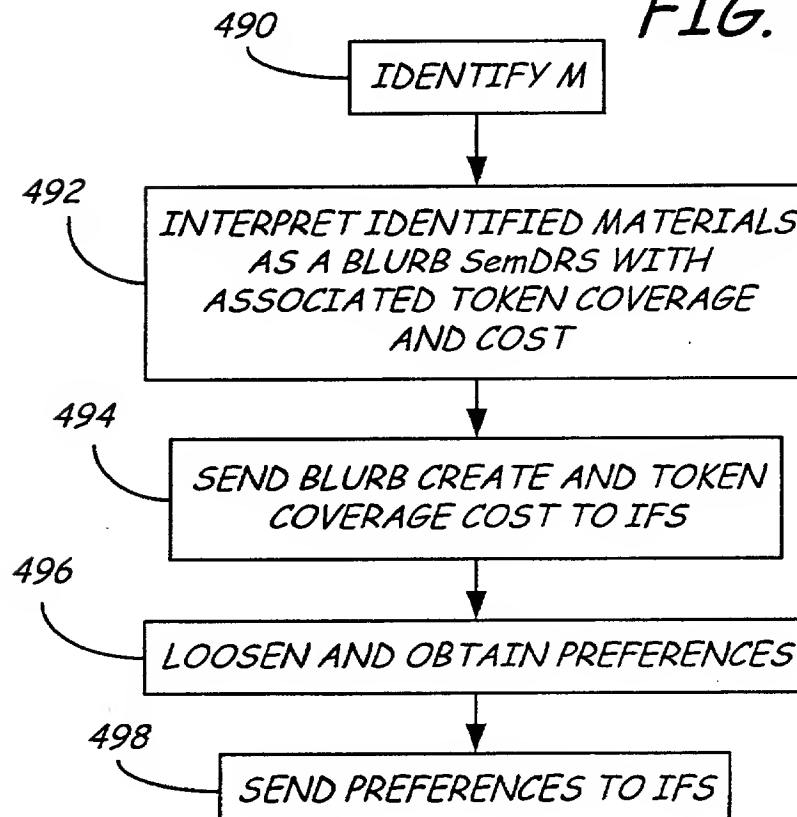 FIG.
490
IDENTIFY M
492
INTERPRET IDENTIFIED MATERIALS
AS A BLURB SemDRS WITH
ASSOCIATED TOKEN COVERAGE
AND COST
494
SEND BLURB CREATE AND TOKEN
COVERAGE COST TO IFS
496
LOOSEN AND OBTAIN PREFERENCES
498
SEND PREFERENCES TO IFS